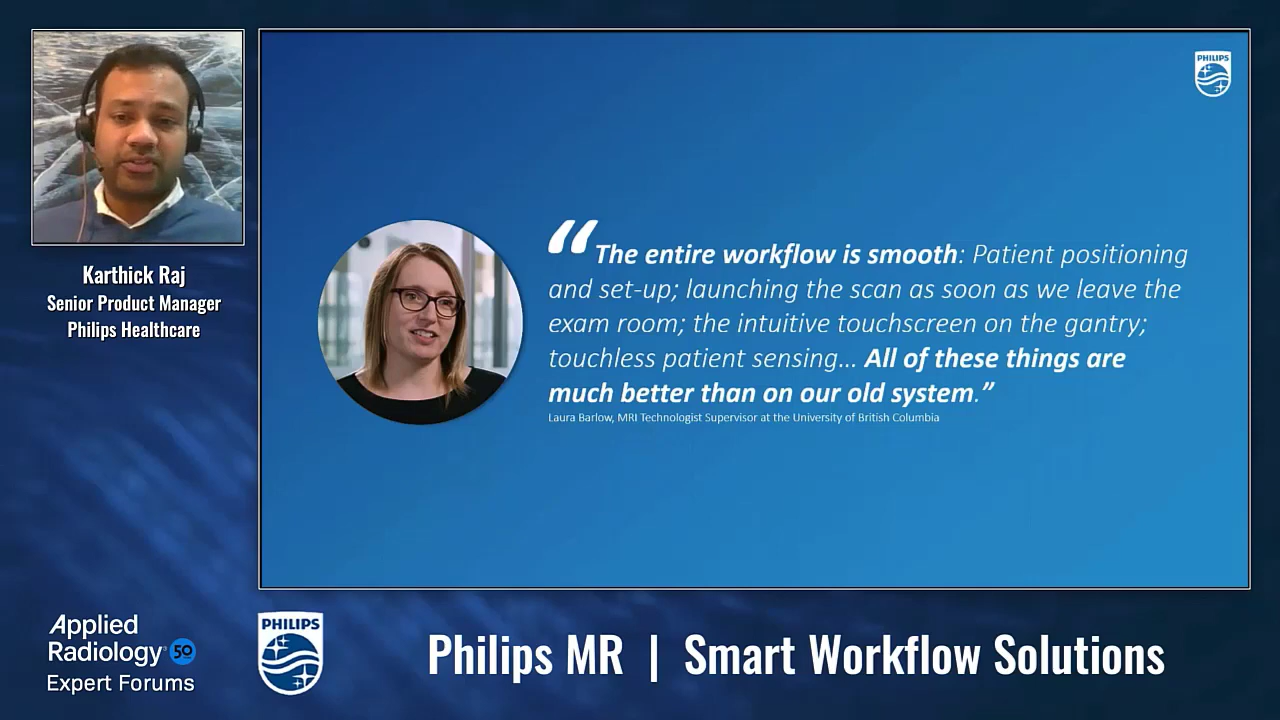 PHILIPS
“The entire workflow is smooth: Patient positioning
and set-up; launching the scan as soon as we leave the
exam room; the intuitive touchscreen on the gantry;
touchless patient sensing... All of these things are
much better than on our old system.”
Laura Barlow, MRI Technologist Supervisor at the University of British Columbia
Karthick Raj
Senior Product Manager
Philips Healthcare
Applied
Radiology 50
Expert Forums
PHILIPS
Philips MR | Smart Workflow Solutions